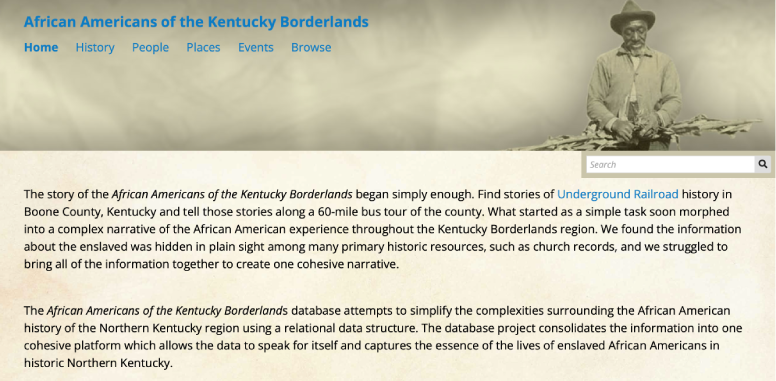 African Americans of the Kentucky Borderlands
Home History People Places Events Browse
Search
The story of the African Americans of the Kentucky Borderlands began simply enough. Find stories of Underground Railroad history in
Boone County, Kentucky and tell those stories along a 60-mile bus tour of the county. What started as a simple task soon morphed
into a complex narrative of the African American experience throughout the Kentucky Borderlands region. We found the information
about the enslaved was hidden in plain sight among many primary historic resources, such as church records, and we struggled to
bring all of the information together to create one cohesive narrative.
The African Americans of the Kentucky Borderlands database attempts to simplify the complexities surrounding the African American
history of the Northern Kentucky region using a relational data structure. The database project consolidates the information into one
cohesive platform which allows the data to speak for itself and captures the essence of the lives of enslaved African Americans in
historic Northern Kentucky.